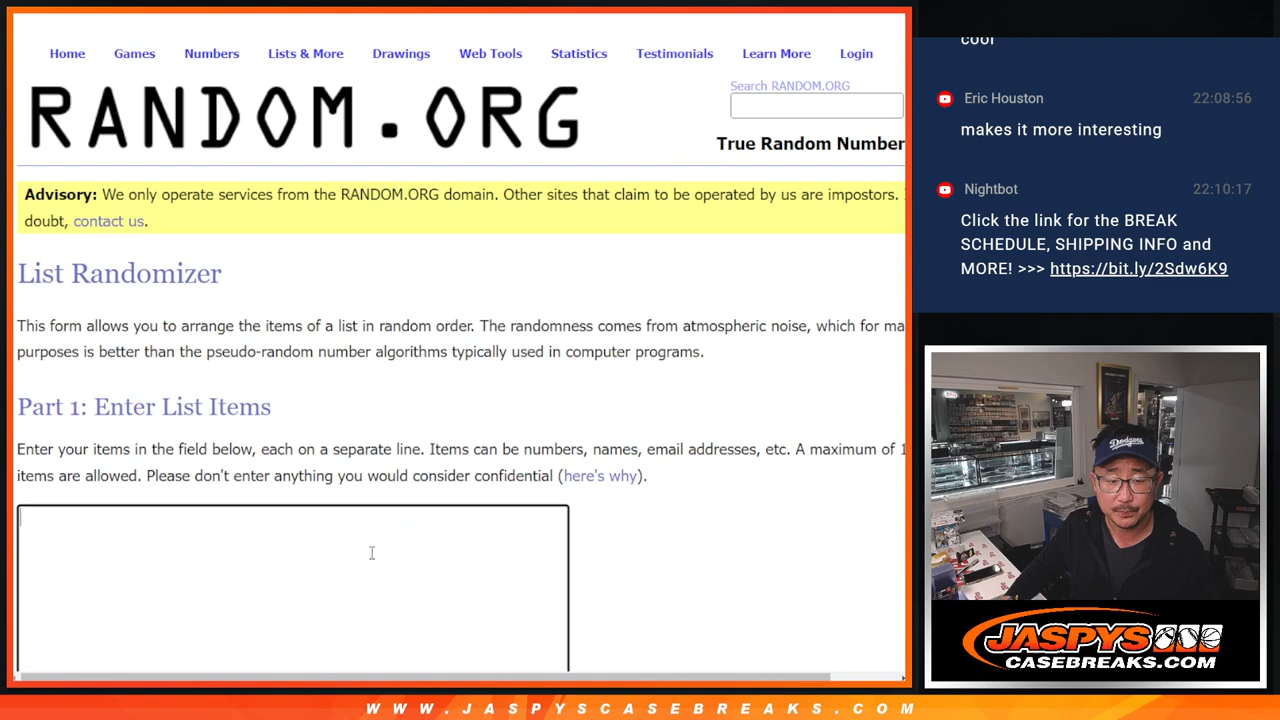 Home Games Numbers Lists & More Drawings Web Tools Statistics Testimonials Learn More Login
RANDOM.ORG
Search RANDOM.ORG
True Random Number
Advisory: We only operate services from the RANDOM.ORG domain. Other sites that claim to be operated by us are impostors.
doubt, contact us.
List Randomizer
This form allows you to arrange the items of a list in random order. The randomness comes from atmospheric noise, which for ma
purposes is better than the pseudo-random number algorithms typically used in computer programs.
Part 1: Enter List Items
Enter your items in the field below, each on a separate line. Items can be numbers, names, email addresses, etc. A maximum of 1
items are allowed. Please don't enter anything you would consider confidential (here's why).
cool
Eric Houston 22:08:56
makes it more interesting
Nightbot 22:10:17
Click the link for the BREAK
SCHEDULE, SHIPPING INFO and
MORE! >>> https://bit.ly/2Sdw6K9
Dodgers
JASPYS
CASEBREAKS.COM
WWW.JASPYSCASEBREAKS.COM